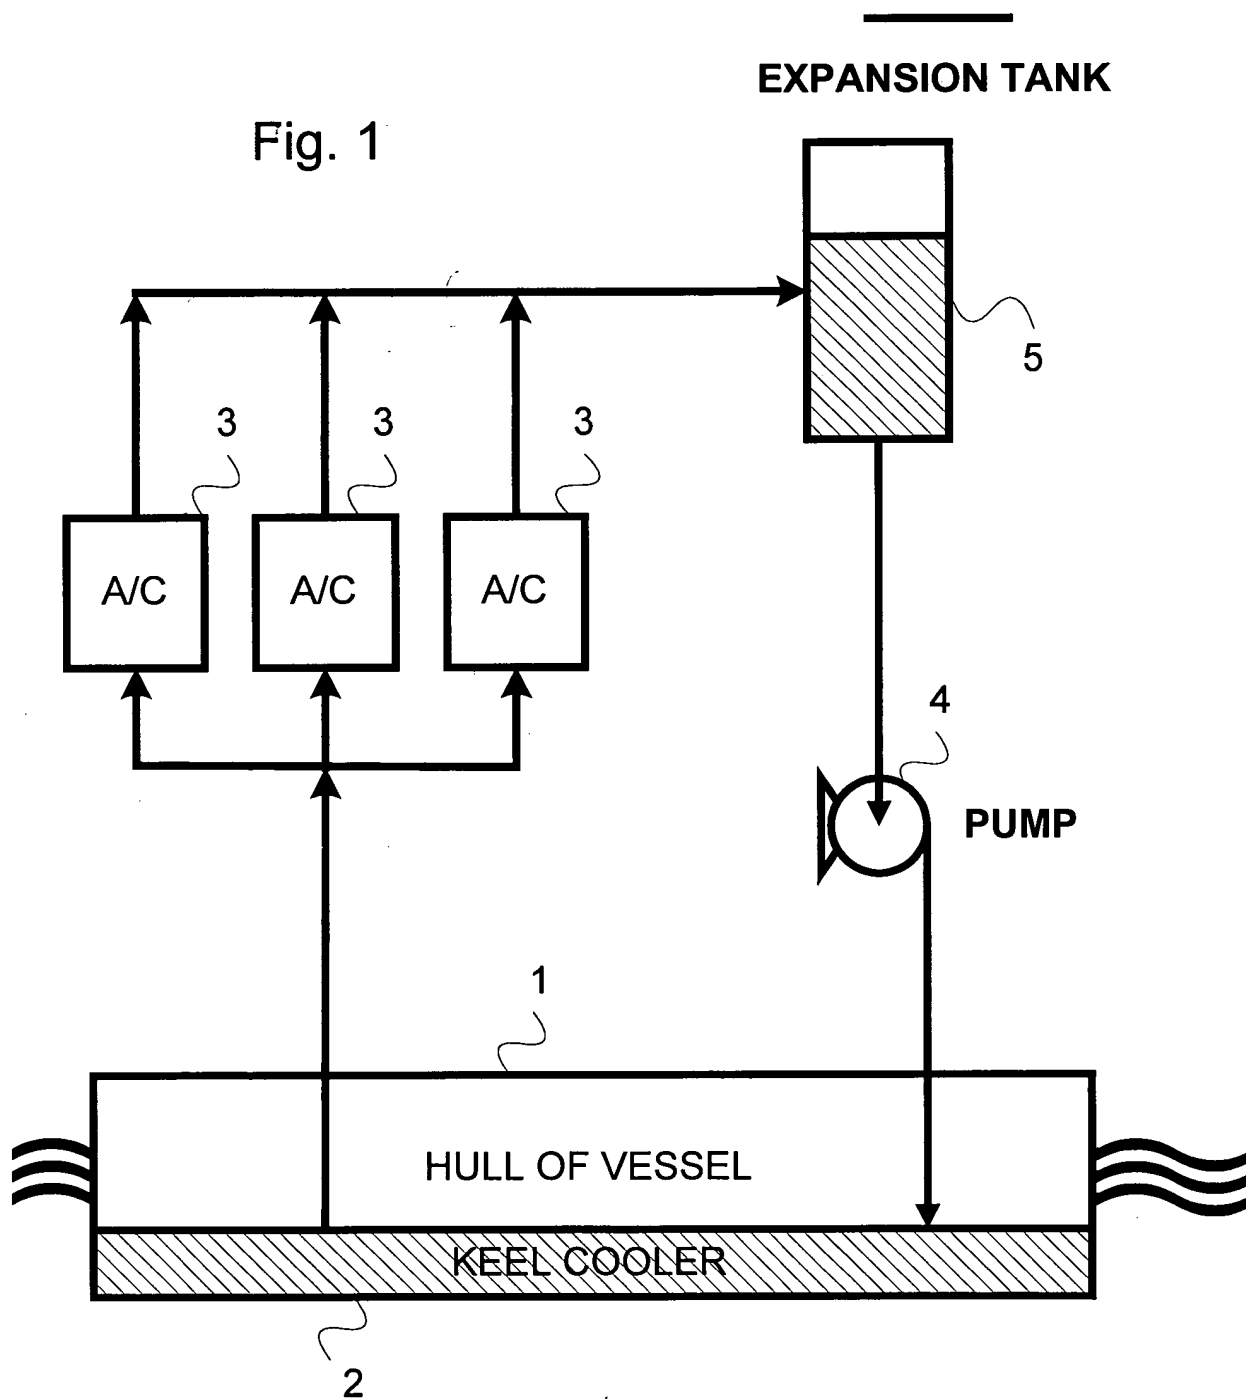 EXPANSION TANK
Fig. 1
5
3
3
3
A/C
A/C
A/C
4
PUMP
1
HULL OF VESSEL
KEEL COOLER
2